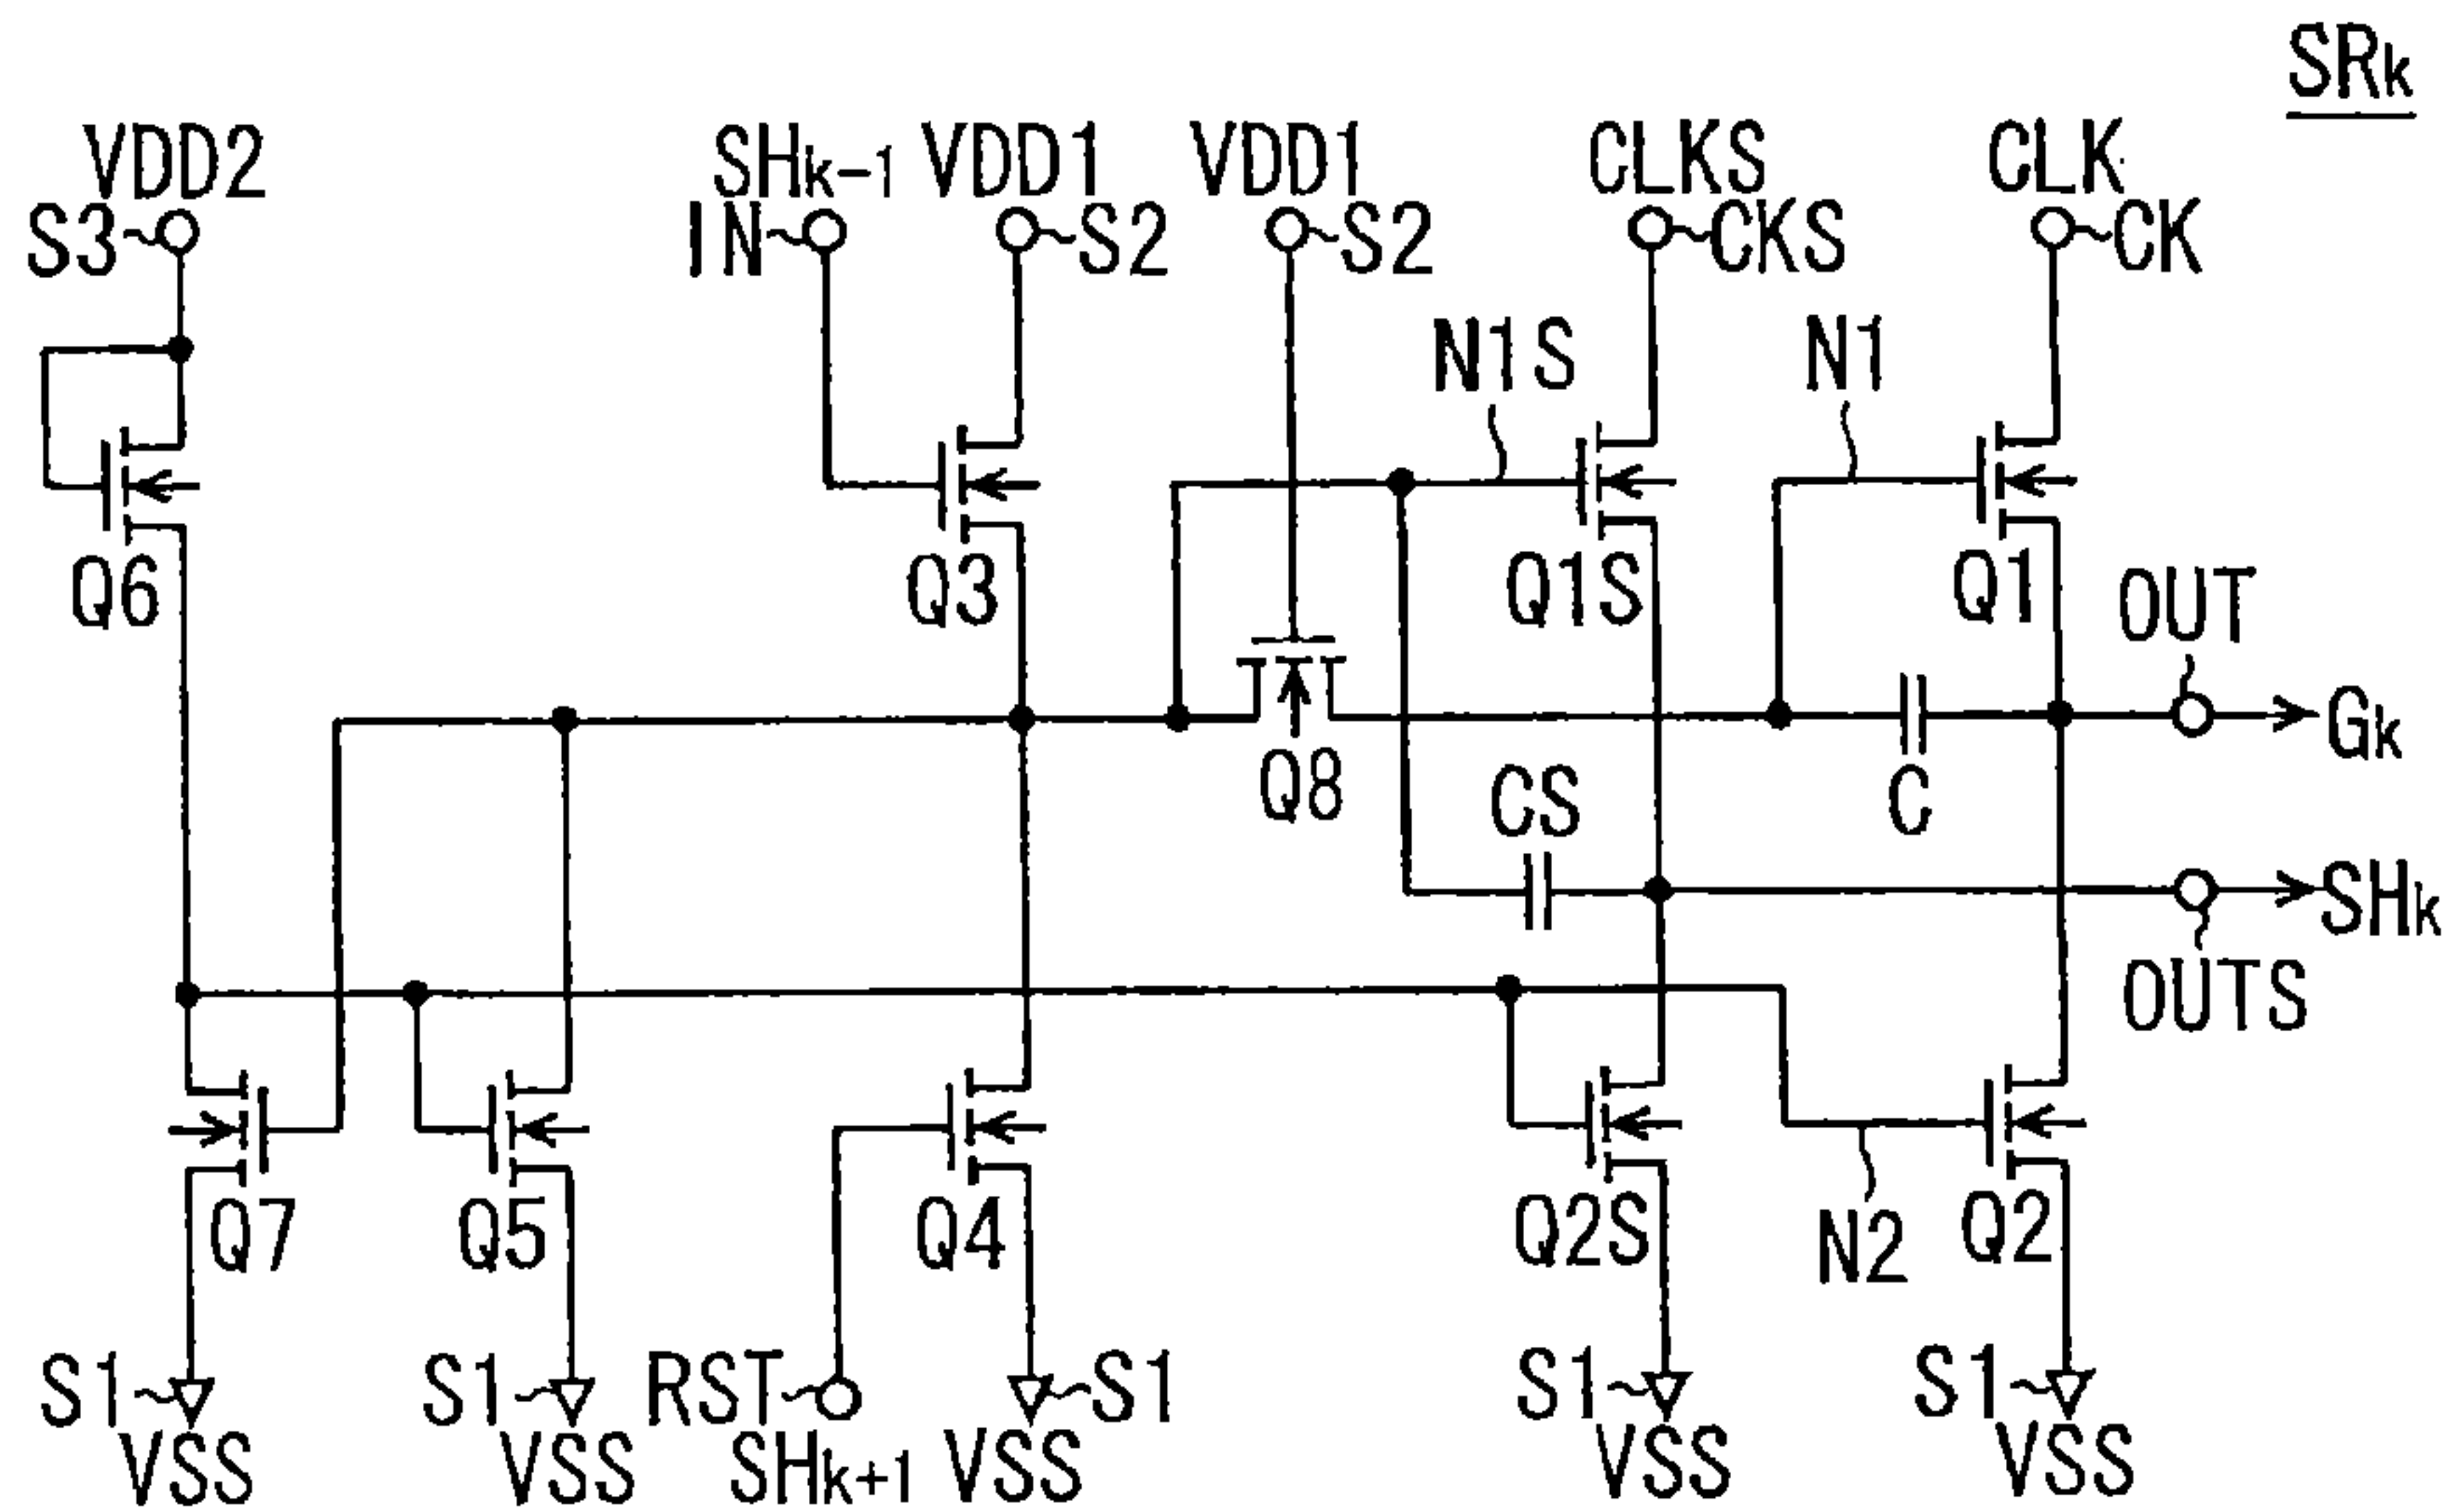 SRk
VDD2 SHk-1 VDD1 VDD1 CLKS CLK
S3 IN S2 S2 CKS CK
N1S N1
Q6 Q3 Q1S Q1 OUT
Gk
Q8 CS C
SHk
OUTS
Q7 Q5 Q4 Q2S N2 Q2
S1 S1 RST S1 S1 S1
VSS VSS SHk+1 VSS VSS VSS